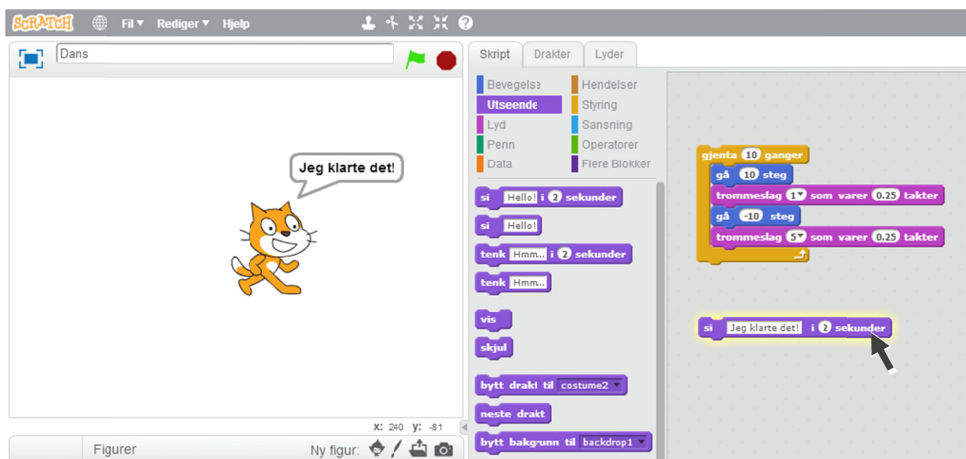 SCRATCH Fil▼ Rediger▼ Hjelp
Dans
Jeg klarte det!
X: 240 y: -81
Figurer
Ny figur:
Skript Drakter Lyder
Bevegelse Hendelser
Utseende Styring
Lyd Sansning
Penn Operatorer
Data Flere Blokker
si Hello! i 2 sekunder
si Hello!
tenk Hmm... i 2 sekunder
tenk Hmm...
vis
skjul
bytt drakt til costume2
neste drakt
bytt bakgrunn til backdrop1
gjenta 10 ganger
gå 10 steg
trommeslag 1▼ som varer 0.25 takter
gå -10 steg
trommeslag 5▼ som varer 0.25 takter
si Jeg klarte det! i 2 sekunder